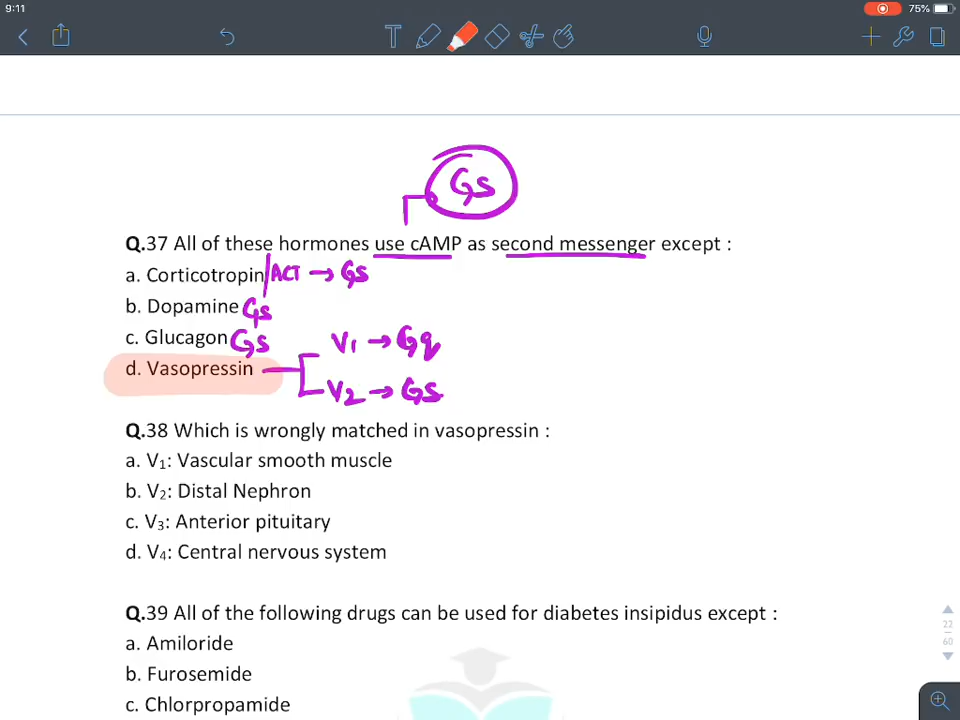 9:11
75%
T
Gs
Q.37 All of these hormones use cAMP as second messenger except :
a. Corticotropin/ACT → Gs
b. Dopamine Gs
c. Glucagon Gs
V1 → Gq
d. Vasopressin
V2 → Gs
Q.38 Which is wrongly matched in vasopressin :
a. V₁: Vascular smooth muscle
b. V₂: Distal Nephron
c. V₃: Anterior pituitary
d. V₄: Central nervous system
Q.39 All of the following drugs can be used for diabetes insipidus except :
a. Amiloride
b. Furosemide
c. Chlorpropamide
22
60